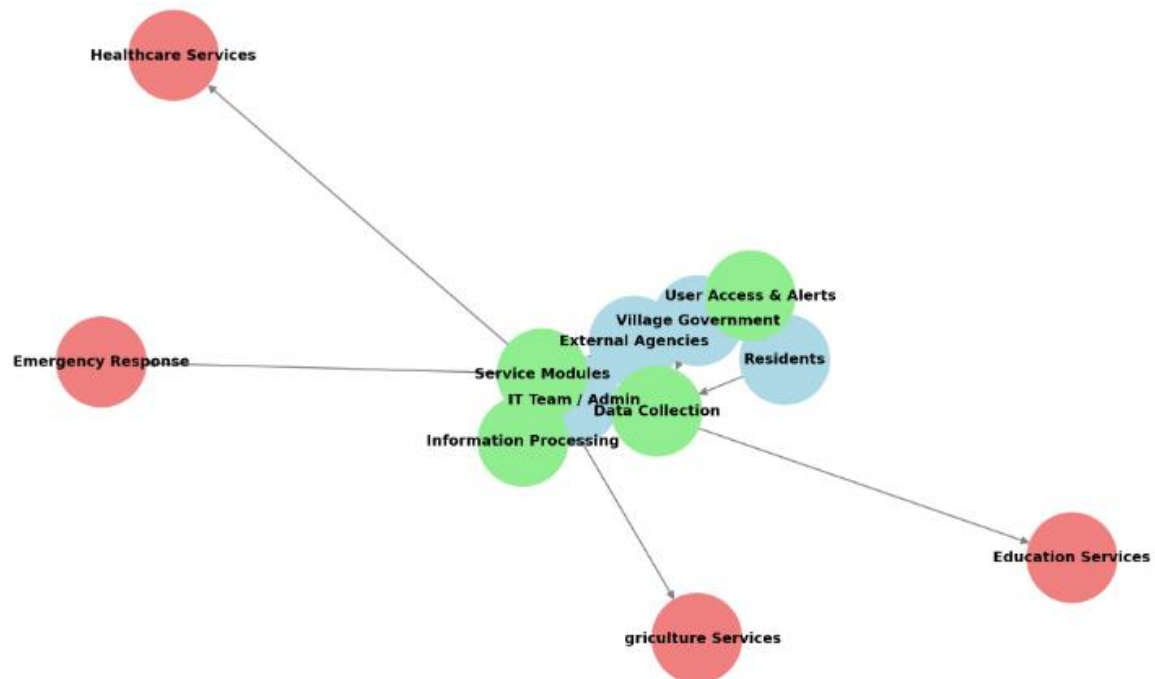 Healthcare Services
User Access & Alerts
Village Government
External Agencies
Residents
Emergency Response
Service Modules
IT Team / Admin
Data Collection
Information Processing
Education Services
griculture Services